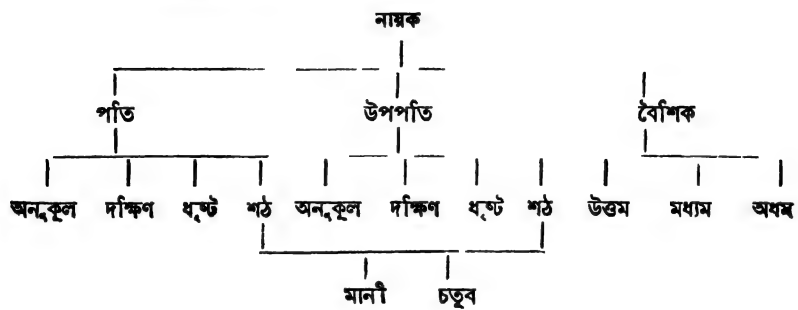 নায়ক
পতি উপপতি বৈশিক
অনুকূল দক্ষিণ ধৃষ্ট শঠ অনুকূল দক্ষিণ ধৃষ্ট শঠ উত্তম মধ্যম অধম
মানী চতুব